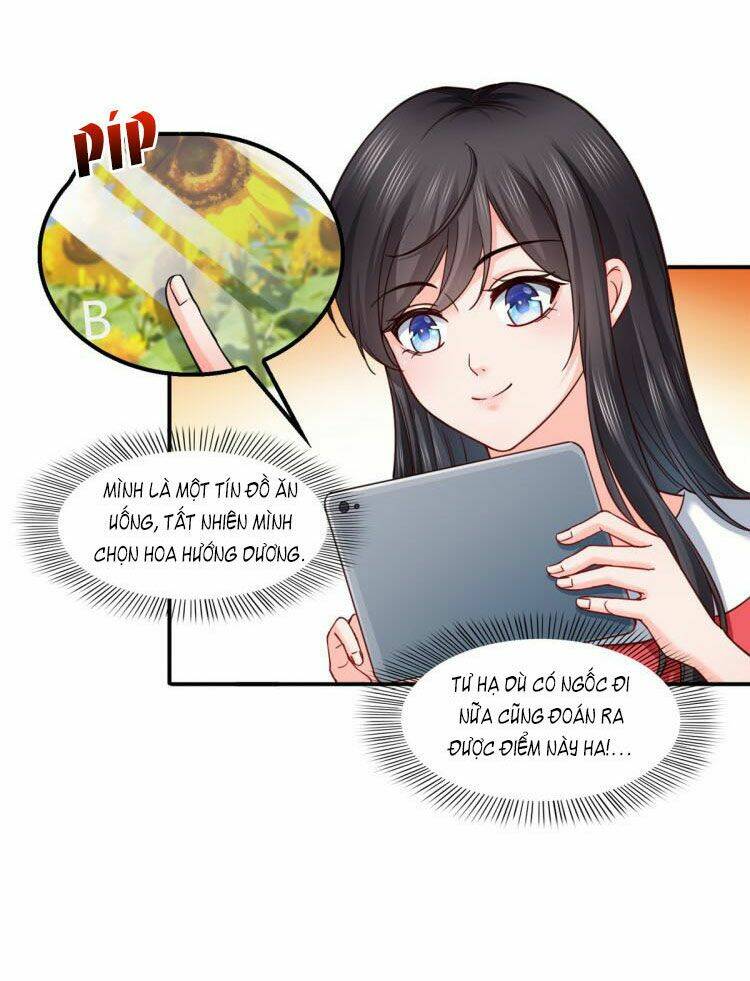 PÍP
B
MÌNH LÀ MỘT TÍN ĐỒ ĂN
UỐNG, TẤT NHIÊN MÌNH
CHỌN HOA HƯỚNG DƯƠNG.
TƯ HẠ DÙ CÓ NGỐC ĐI
NỮA CŨNG ĐOÁN RA
ĐƯỢC ĐIỂM NÀY HA!...